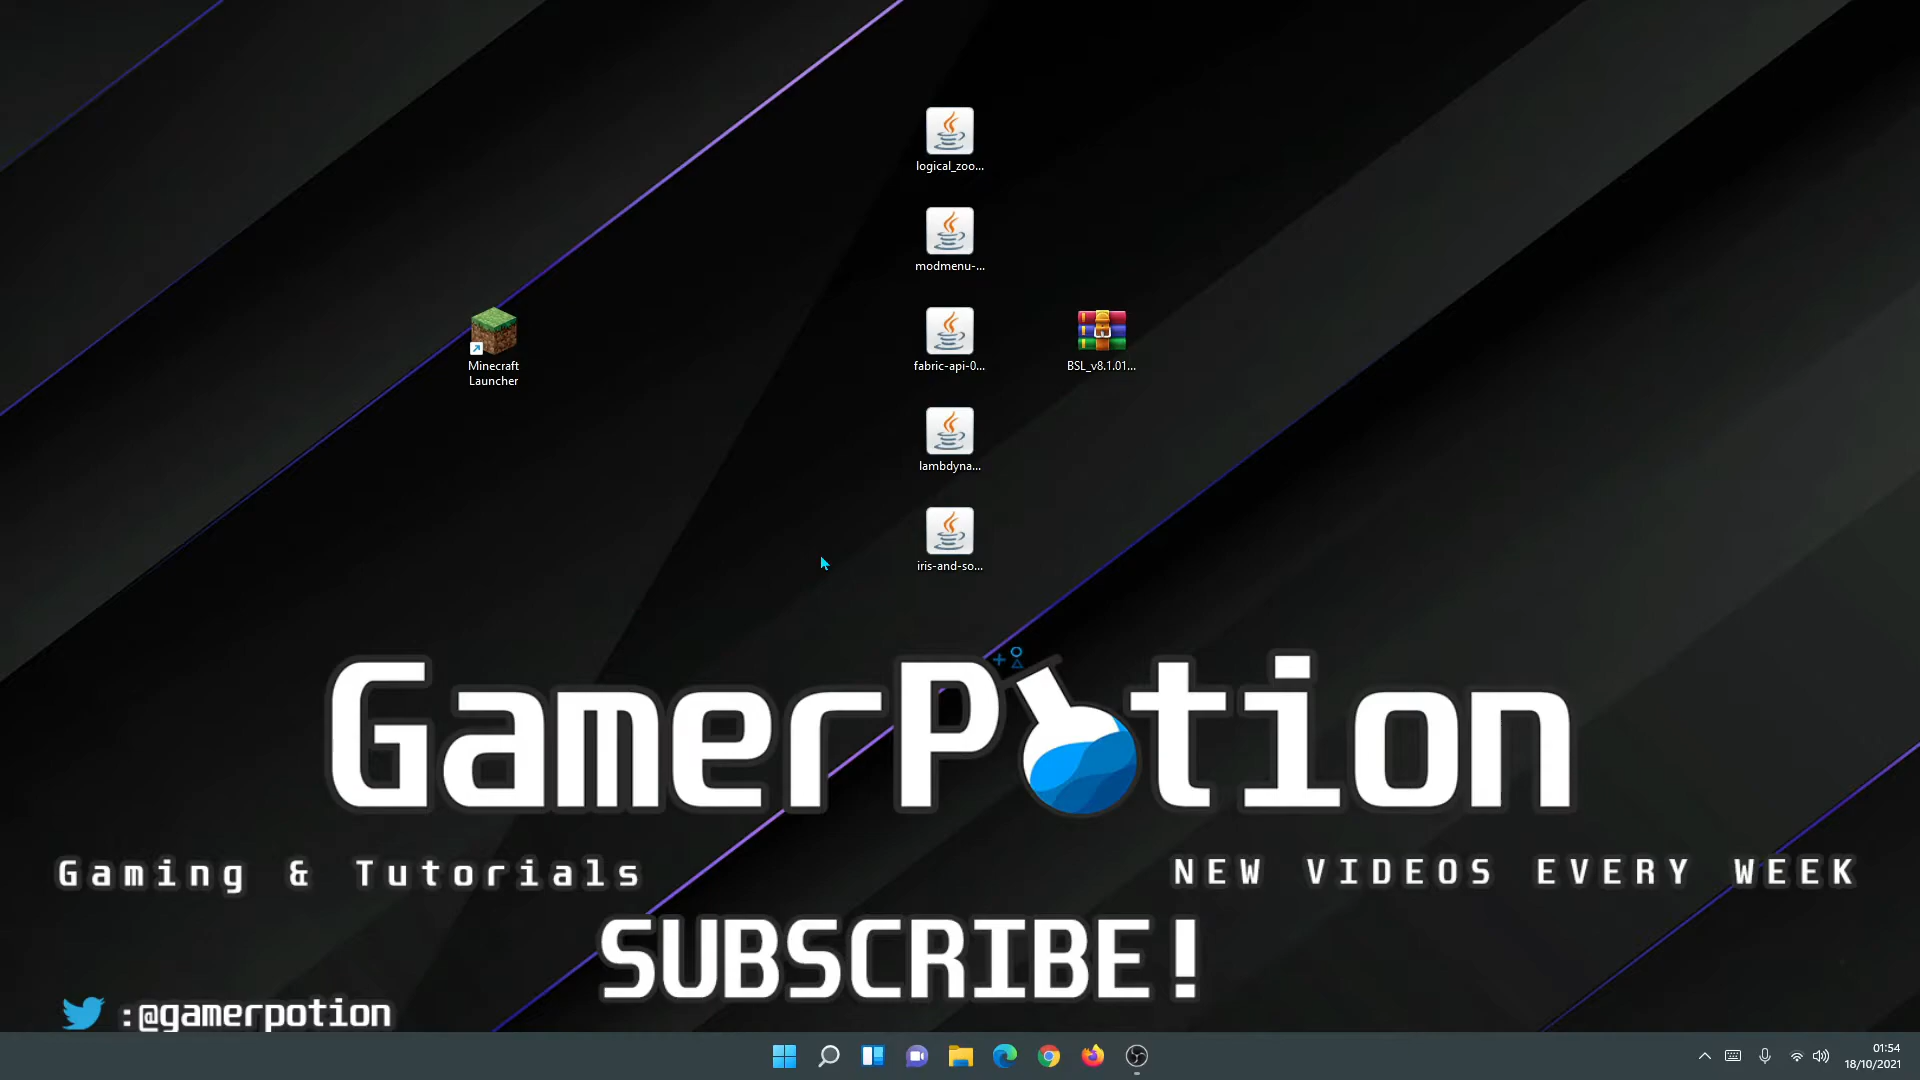 logical_zoo...
modmenu-...
Minecraft
Launcher
fabric-api-0...
BSL_v8.1.01...
lambdyna...
iris-and-so...
GamerPotion
Gaming & Tutorials
NEW VIDEOS EVERY WEEK
SUBSCRIBE!
:@gamerpotion
01:54
18/10/2021